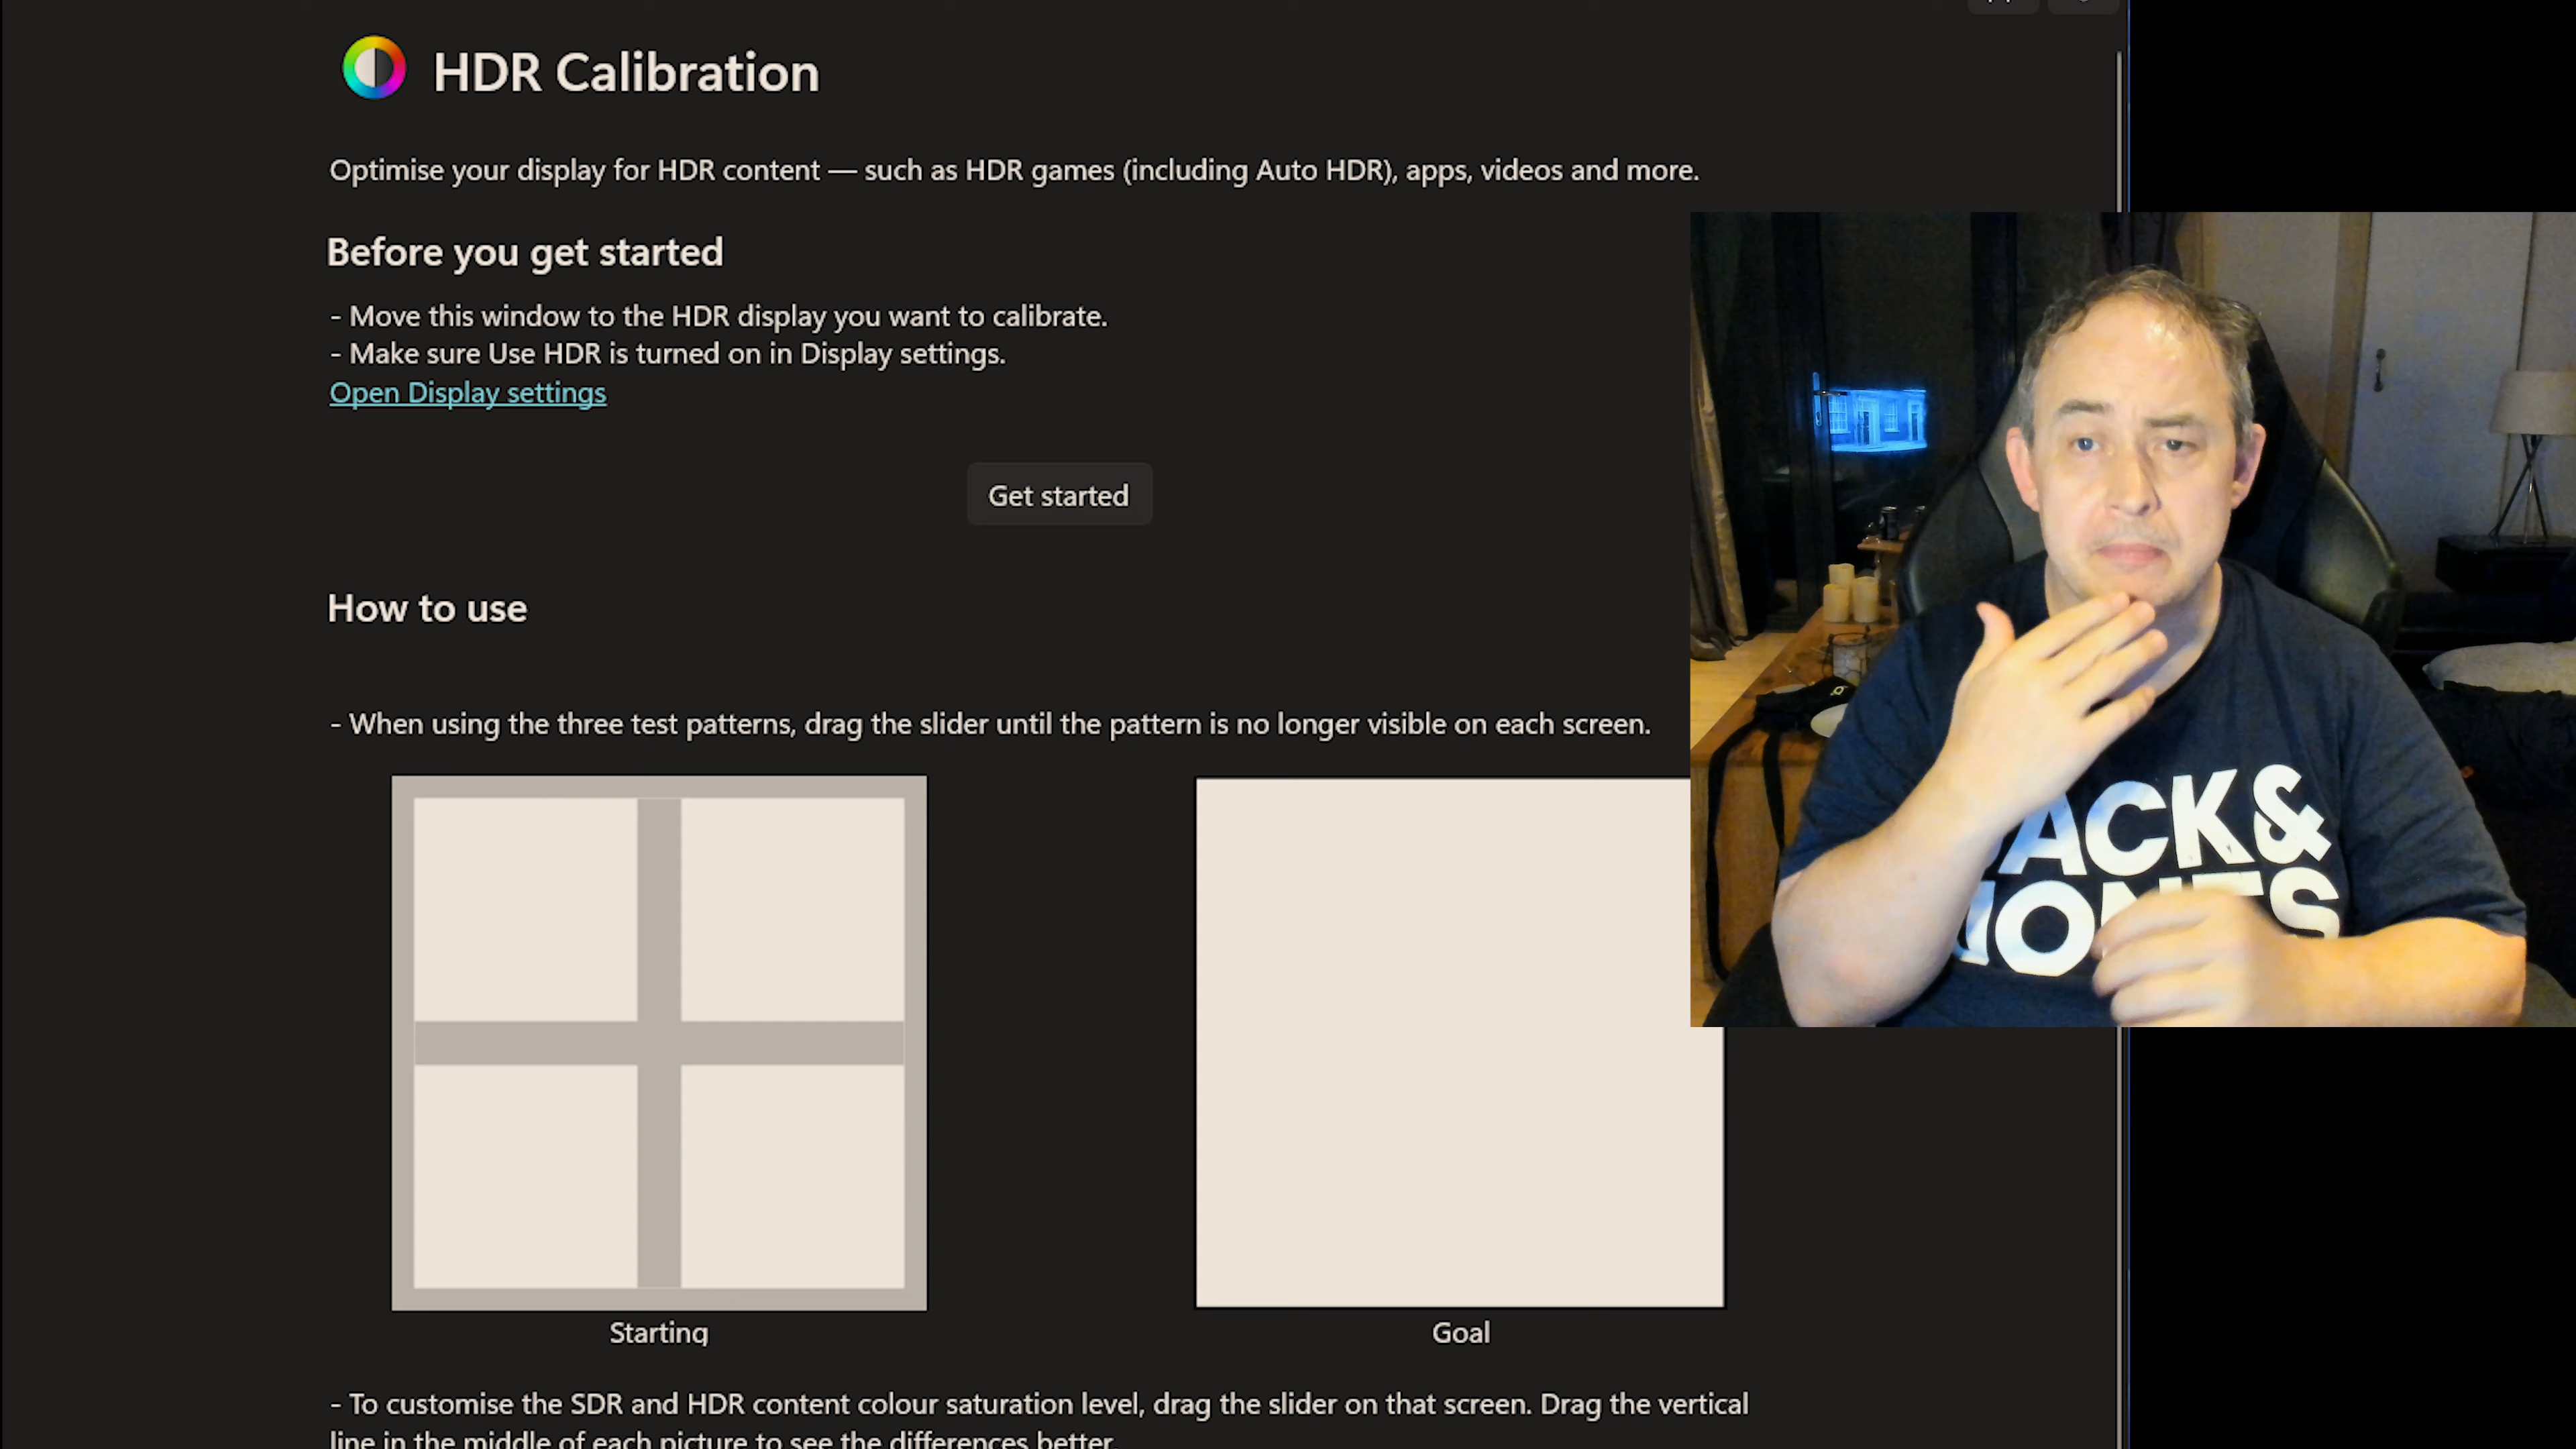 HDR Calibration
Optimise your display for HDR content — such as HDR games (including Auto HDR), apps, videos and more.
Before you get started
- Move this window to the HDR display you want to calibrate.
- Make sure Use HDR is turned on in Display settings.
Open Display settings
Get started
How to use
- When using the three test patterns, drag the slider until the pattern is no longer visible on each screen.
Starting
Goal
- To customise the SDR and HDR content colour saturation level, drag the slider on that screen. Drag the vertical
line in the middle of each picture to see the differences better.
ACK&